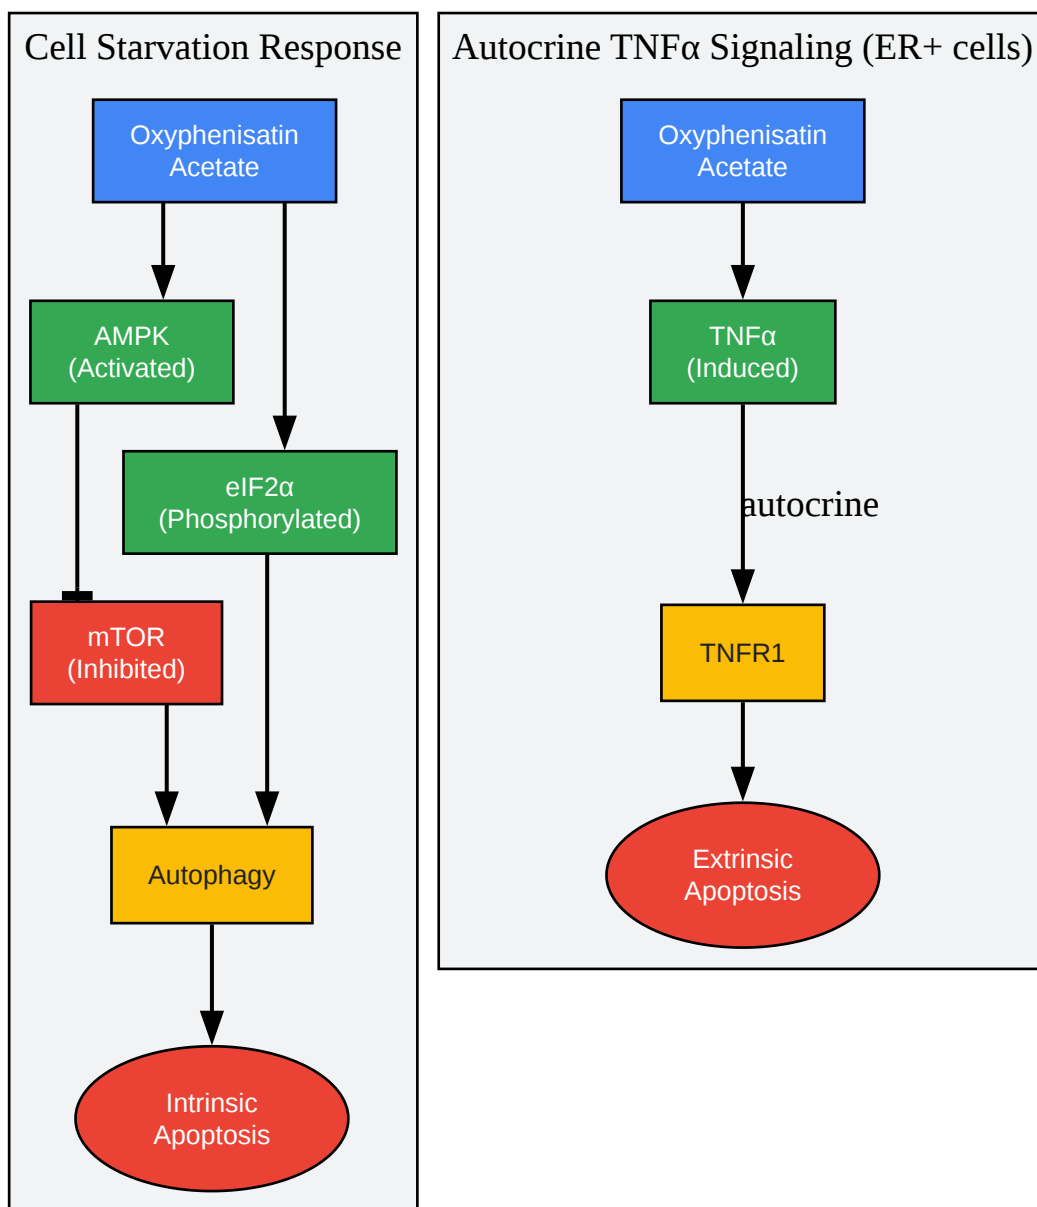 Cell Starvation Response
Oxyphenisatin
Acetate
AMPK
(Activated)
eIF2α
(Phosphorylated)
mTOR
(Inhibited)
Autophagy
Intrinsic
Apoptosis
Autocrine TNFα Signaling (ER+ cells)
Oxyphenisatin
Acetate
TNFα
(Induced)
autocrine
TNFR1
Extrinsic
Apoptosis